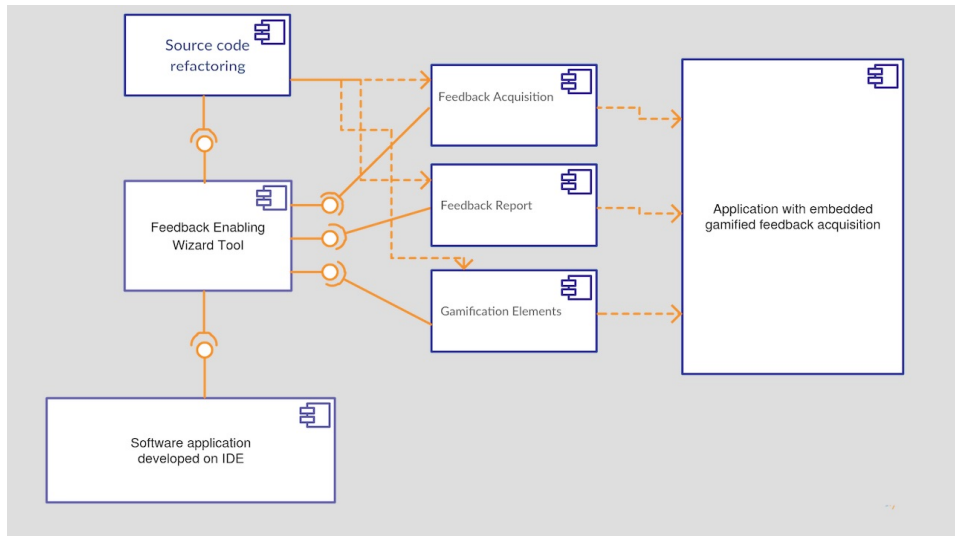 Source code
refactoring
Feedback Acquisition
Feedback Enabling
Wizard Tool
Feedback Report
Application with embedded
gamified feedback acquisition
Gamification Elements
Software application
developed on IDE